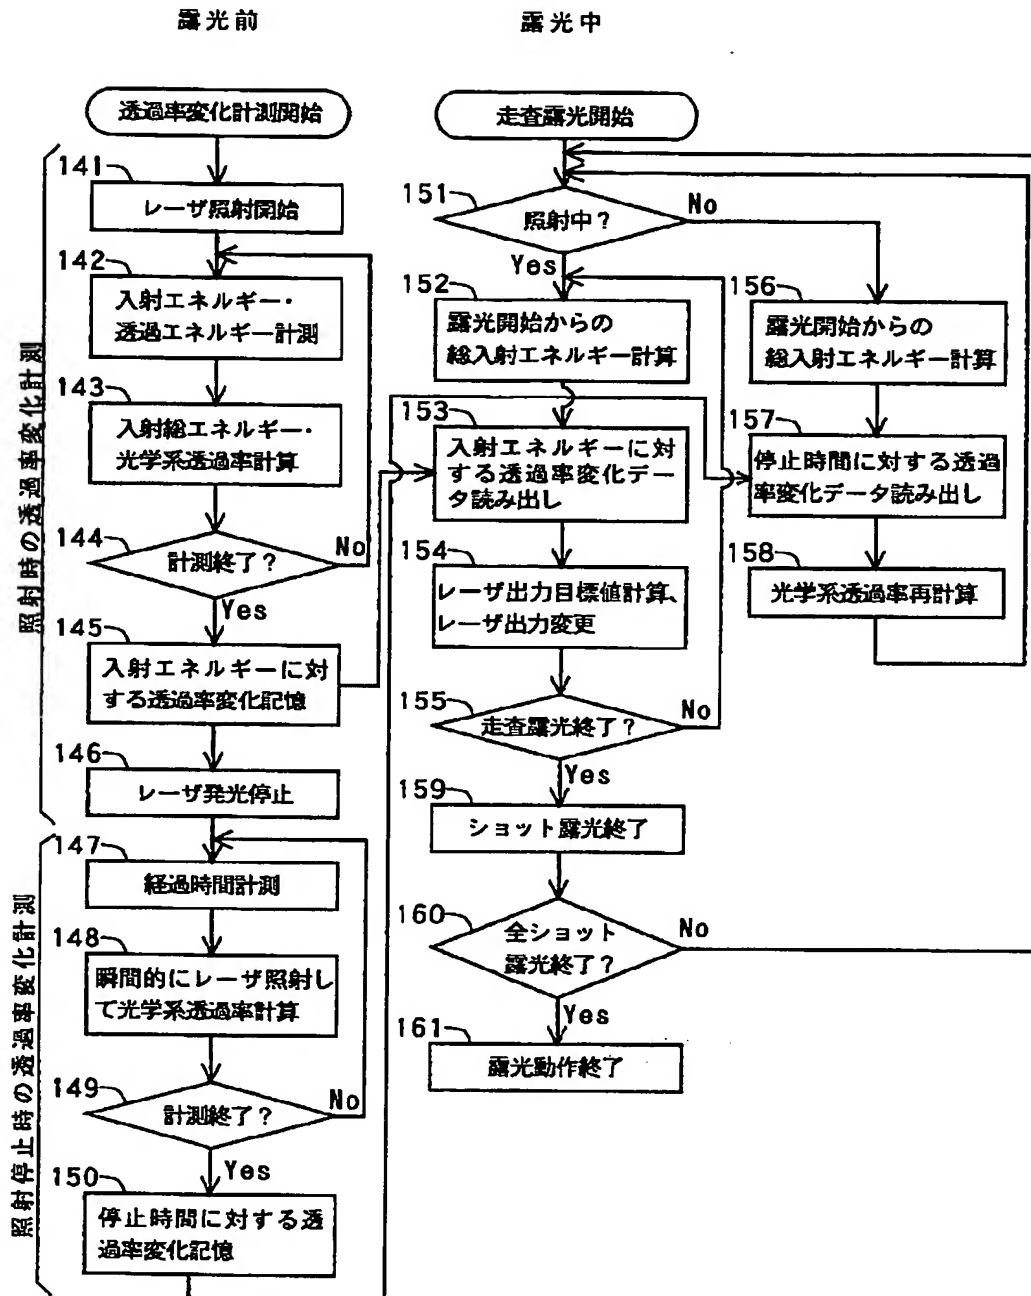 露光前
透過率変化計測開始
照射時の透過率変化計測
141
レーザ照射開始
142
入射エネルギー・
透過エネルギー計測
143
入射総エネルギー・
光学系透過率計算
144
計測終了？
No
Yes
145
入射エネルギーに対
する透過率変化記憶
146
レーザ発光停止
照射停止時の透過率変化計測
147
経過時間計測
148
瞬間的にレーザ照射し
て光学系透過率計算
149
計測終了？
No
Yes
150
停止時間に対する透
過率変化記憶
露光中
走査露光開始
151
照射中？
No
Yes
152
露光開始からの
総入射エネルギー計算
153
入射エネルギーに対
する透過率変化デー
タ読み出し
154
レーザ出力目標値計算、
レーザ出力変更
155
走査露光終了？
No
Yes
156
露光開始からの
総入射エネルギー計算
157
停止時間に対する透過
率変化データ読み出し
158
光学系透過率再計算
159
ショット露光終了
160
全ショット
露光終了？
No
Yes
161
露光動作終了